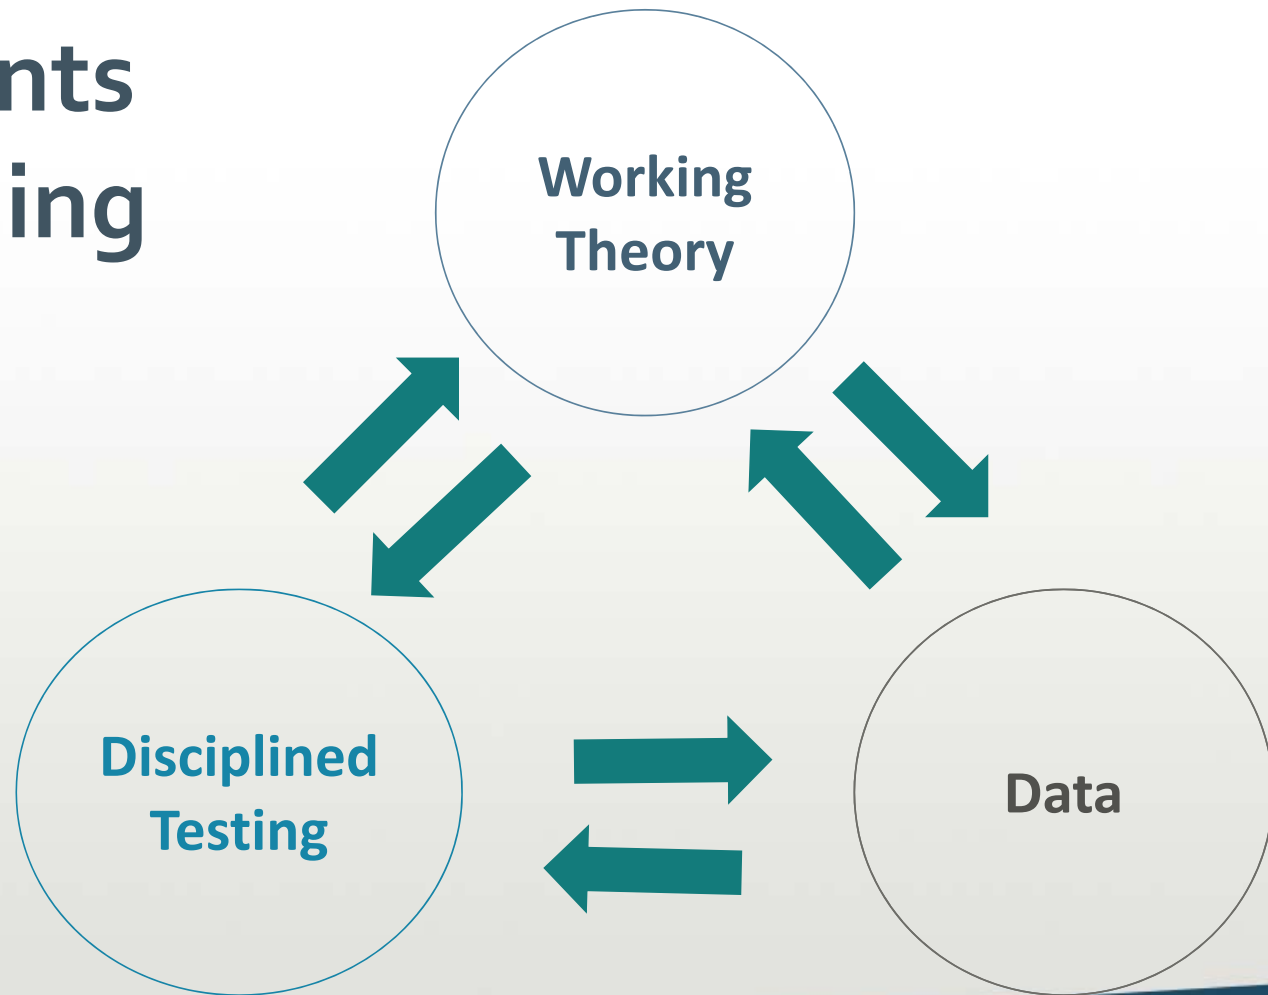 nts
ing
Working
Theory
Disciplined
Testing
Data